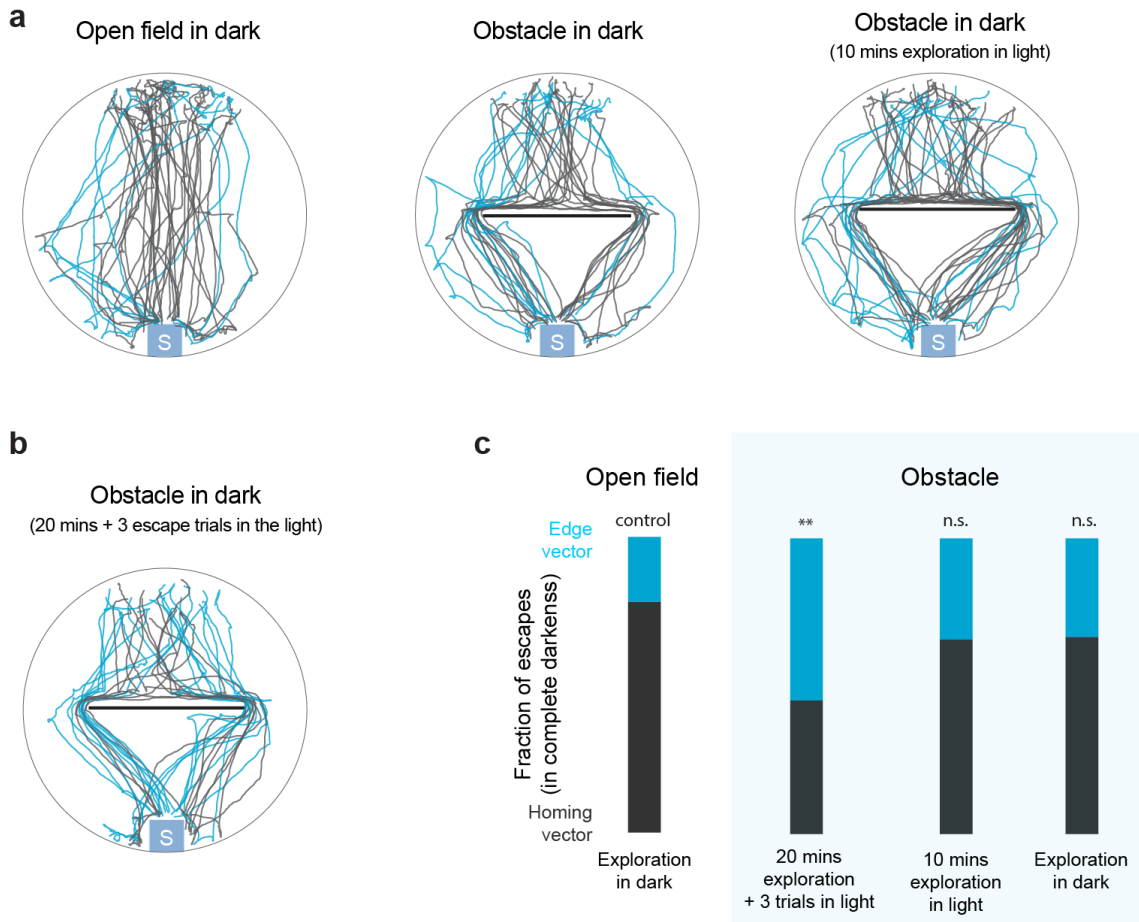 a
Open field in dark
Obstacle in dark
Obstacle in dark
(10 mins exploration in light)
S
S
S
b
Obstacle in dark
(20 mins + 3 escape trials in the light)
S
c
Open field
Obstacle
control
**
n.s.
n.s.
Edge
vector
Fraction of escapes
(in complete darkenss)
Homing
vector
Exploration
in dark
20 mins
exploration
+ 3 trials in light
10 mins
exploration
in light
Exploration
in dark